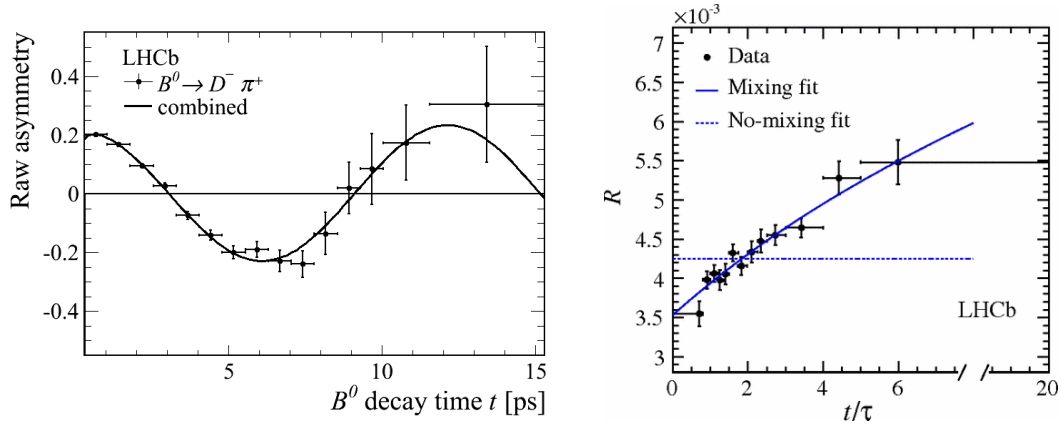 Raw asymmetry
0.4
0.2
0
-0.2
-0.4
LHCb
B⁰ → D⁻ π⁺
combined
5
10
15
B⁰ decay time t [ps]
×10⁻³
7
6.5
6
5.5
5
4.5
4
3.5
3
R
Data
Mixing fit
No-mixing fit
LHCb
0
2
4
6
20
t/τ